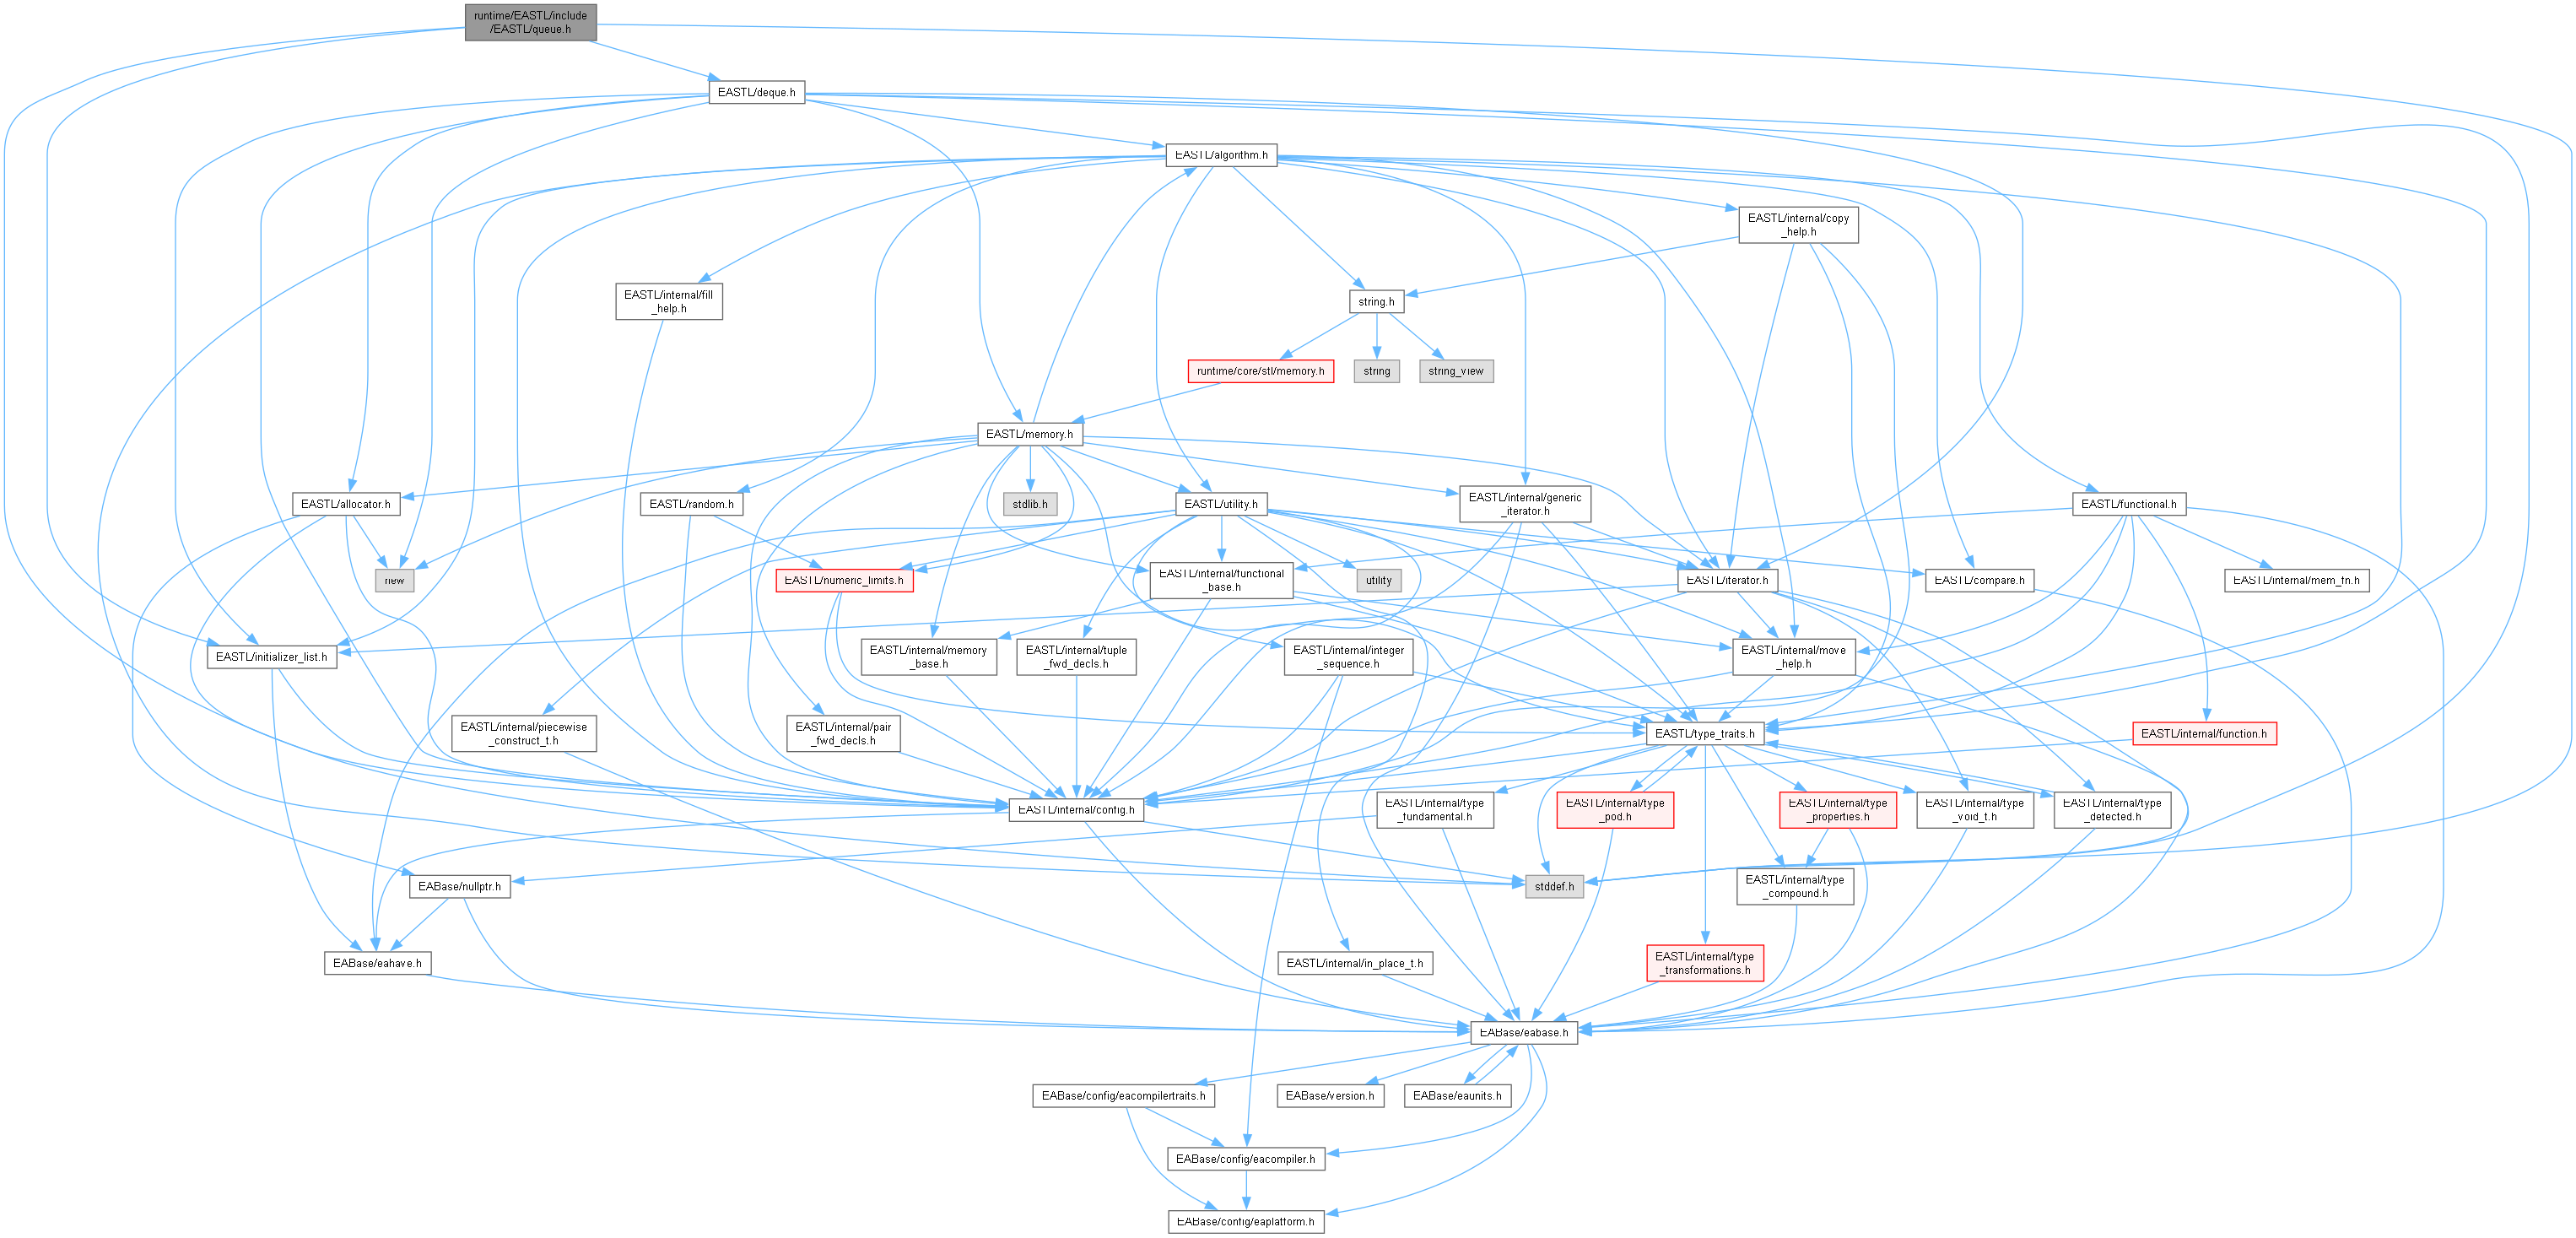 runtime/EASTL/include
/EASTL/queue.h
EASTL/deque.h
EASTL/algorithm.h
EASTL/internal/copy
_help.h
EASTL/internal/fill
_help.h
string.h
runtime/core/stl/memory.h
string
string_view
EASTL/memory.h
EASTL/allocator.h
EASTL/random.h
stdlib.h
EASTL/utility.h
EASTL/internal/generic
_iterator.h
EASTL/functional.h
new
EASTL/numeric_limits.h
EASTL/internal/functional
_base.h
utility
EASTL/iterator.h
EASTL/compare.h
EASTL/internal/mem_fn.h
EASTL/initializer_list.h
EASTL/internal/memory
_base.h
EASTL/internal/tuple
_fwd_decls.h
EASTL/internal/integer
_sequence.h
EASTL/internal/move
_help.h
EASTL/internal/piecewise
_construct_t.h
EASTL/internal/pair
_fwd_decls.h
EASTL/type_traits.h
EASTL/internal/function.h
EASTL/internal/config.h
EASTL/internal/type
_fundamental.h
EASTL/internal/type
_pod.h
EASTL/internal/type
_properties.h
EASTL/internal/type
_void_t.h
EASTL/internal/type
_detected.h
EABase/nullptr.h
stddef.h
EASTL/internal/type
_compound.h
EABase/eahave.h
EASTL/internal/in_place_t.h
EASTL/internal/type
_transformations.h
EABase/eabase.h
EABase/config/eacompilertraits.h
EABase/version.h
EABase/eaunits.h
EABase/config/eacompiler.h
EABase/config/eaplatform.h